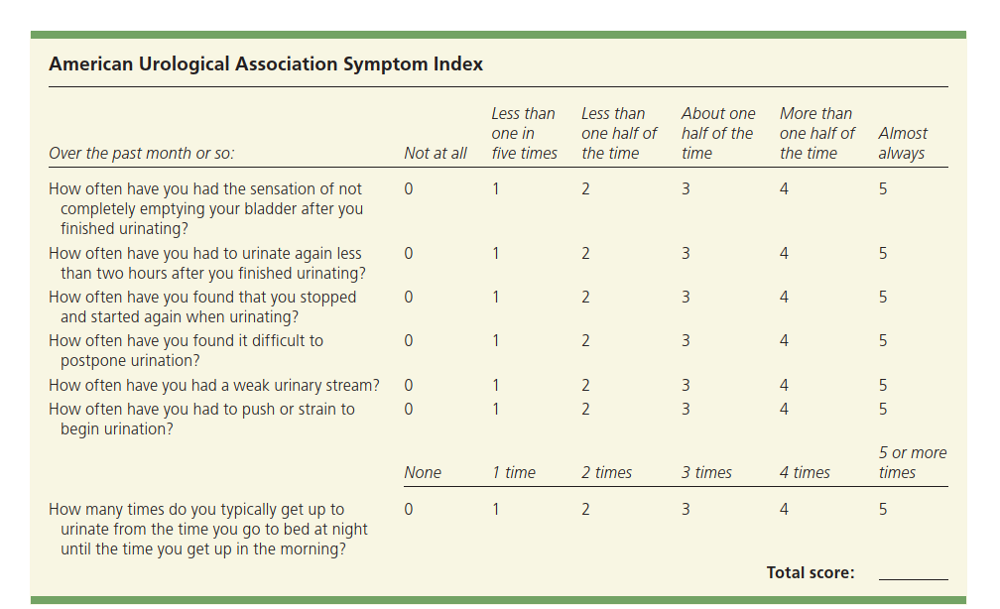 American Urological Association Symptom Index
Over the past month or so:
Not at all
Less than
one in
five times
Less than
one half of
the time
About one
half of the
time
More than
one half of
the time
Almost
always
How often have you had the sensation of not
completely emptying your bladder after you
finished urinating?
0 1 2 3 4 5
How often have you had to urinate again less
than two hours after you finished urinating?
0 1 2 3 4 5
How often have you found that you stopped
and started again when urinating?
0 1 2 3 4 5
How often have you found it difficult to
postpone urination?
0 1 2 3 4 5
How often have you had a weak urinary stream? 0 1 2 3 4 5
How often have you had to push or strain to
begin urination?
0 1 2 3 4 5
None
1 time
2 times
3 times
4 times
5 or more
times
How many times do you typically get up to
urinate from the time you go to bed at night
until the time you get up in the morning?
0 1 2 3 4 5
Total score: